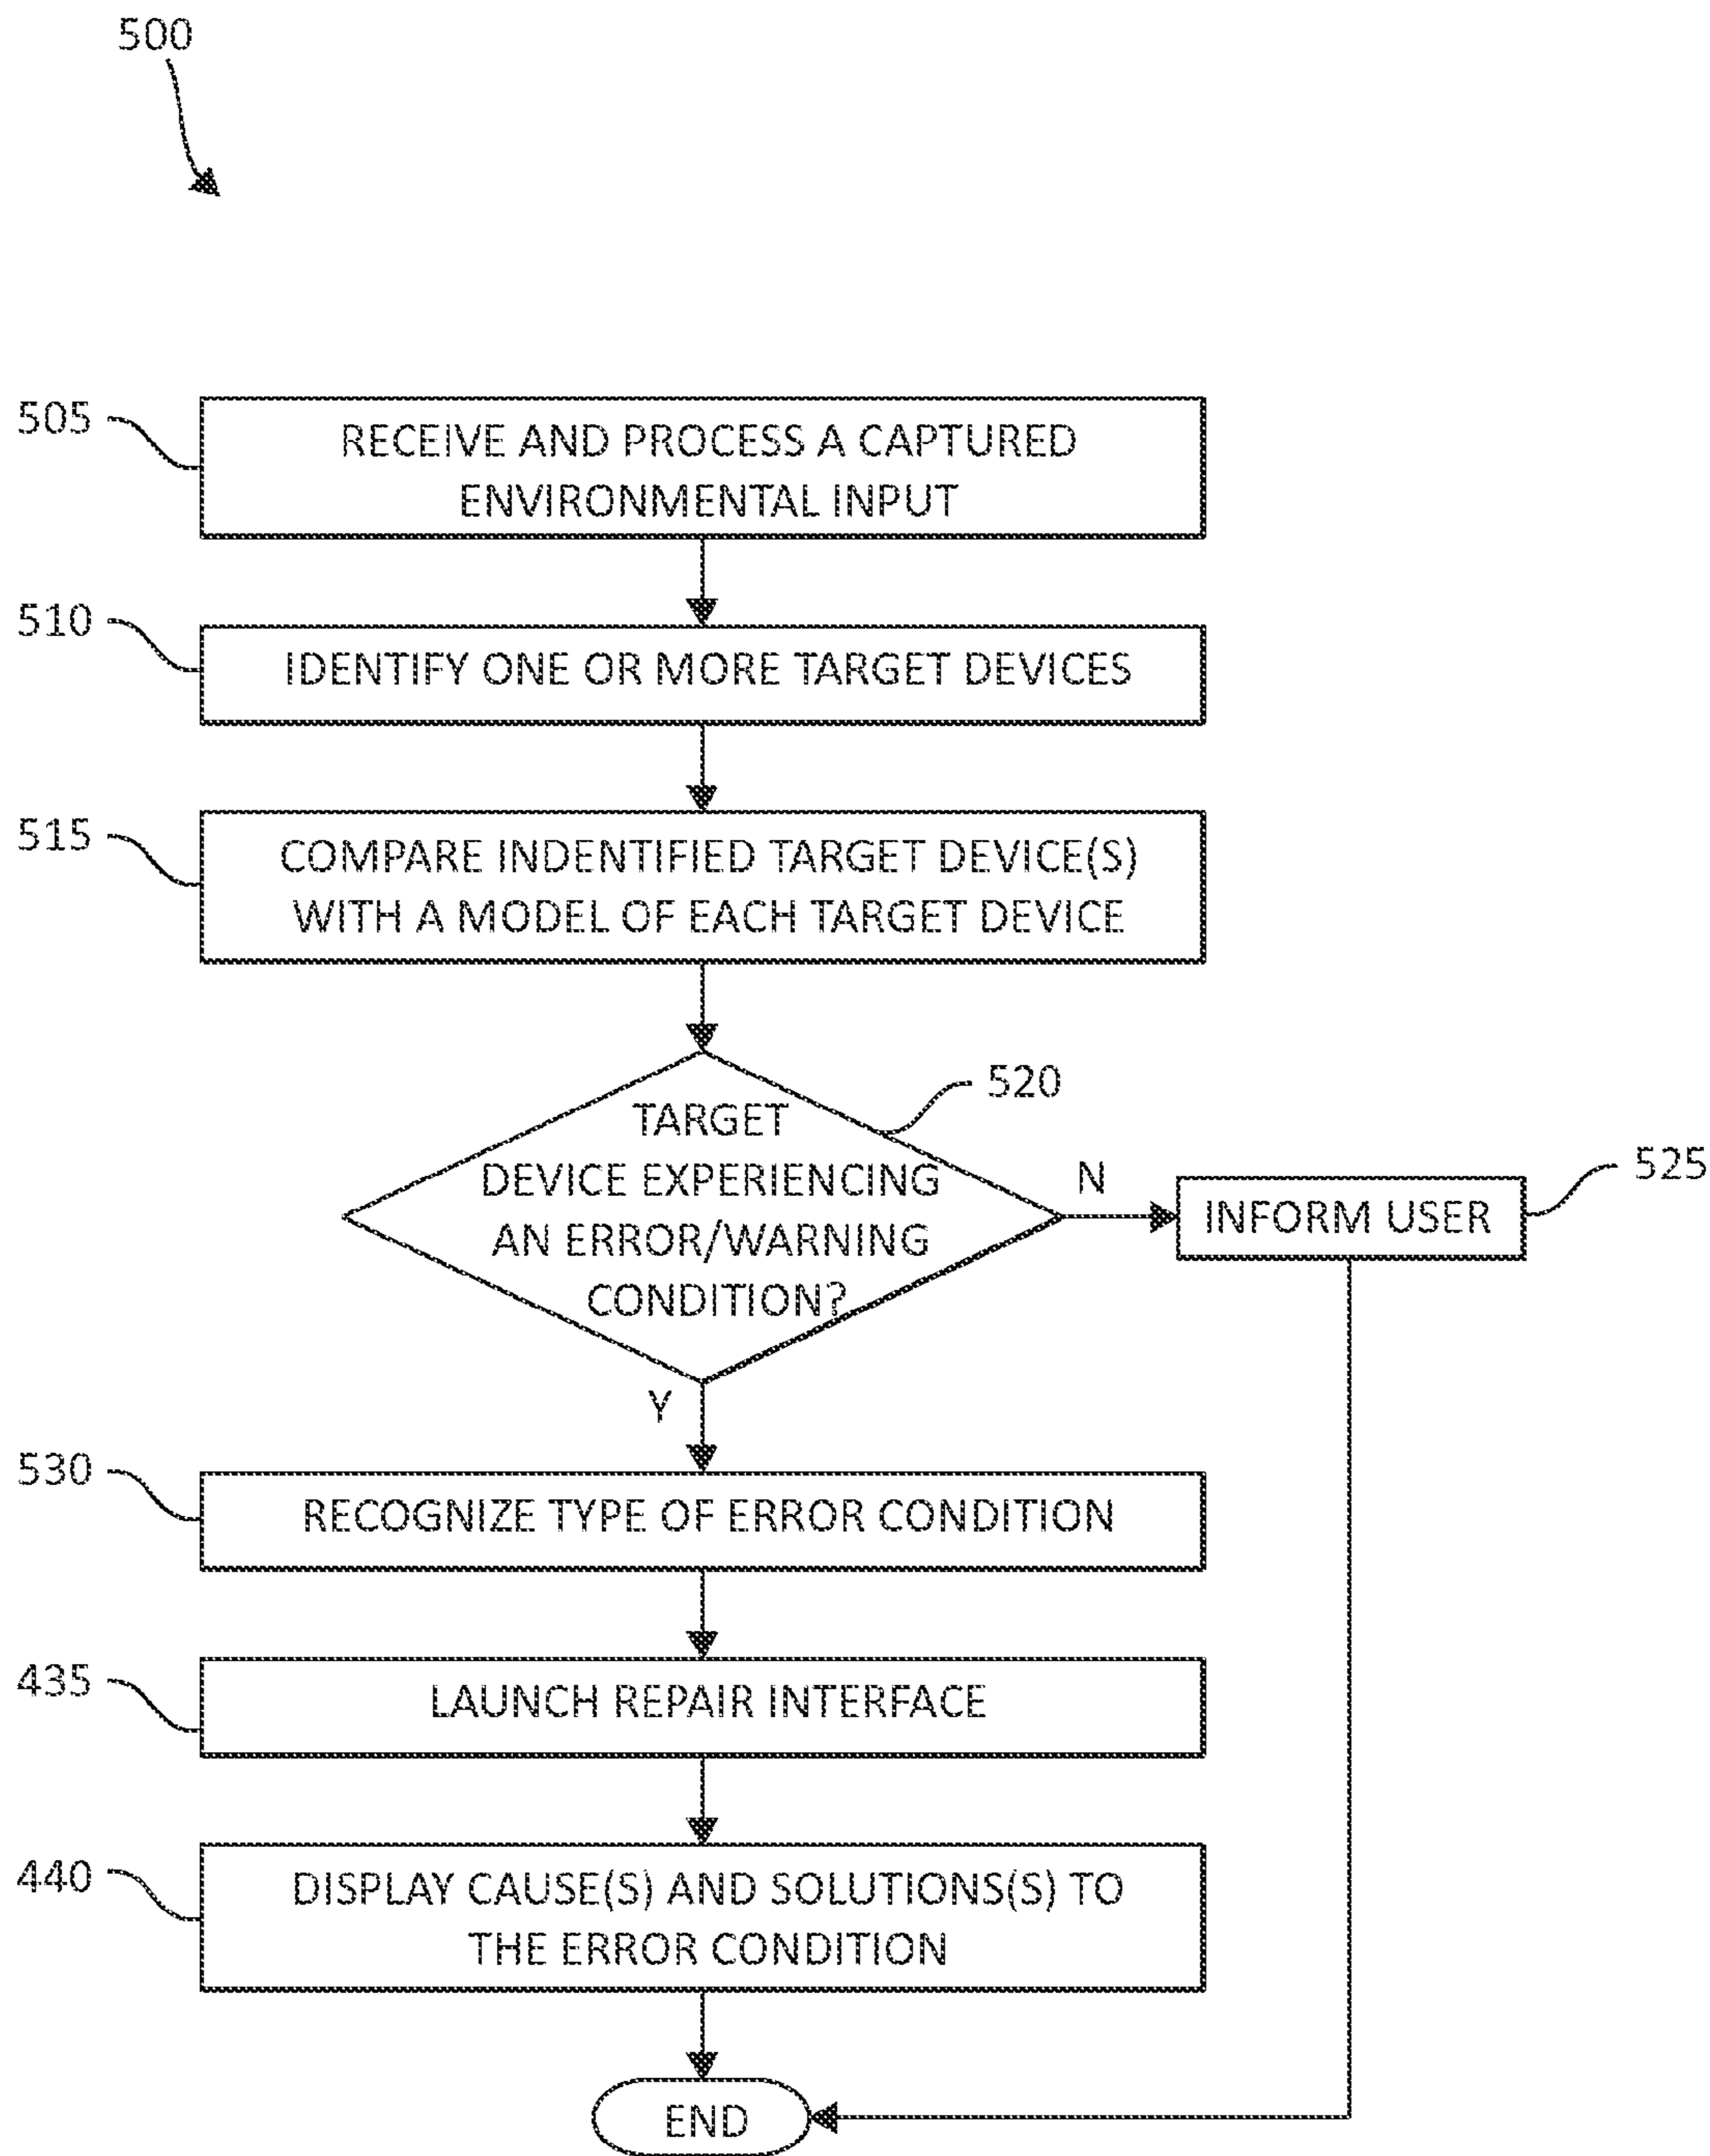 500
505
RECEIVE AND PROCESS A CAPTURED
ENVIRONMENTAL INPUT
510
IDENTIFY ONE OR MORE TARGET DEVICES
515
COMPARE INDENTIFIED TARGET DEVICE(S)
WITH A MODEL OF EACH TARGET DEVICE
520
TARGET
DEVICE EXPERIENCING
AN ERROR/WARNING
CONDITION?
N
525
INFORM USER
Y
530
RECOGNIZE TYPE OF ERROR CONDITION
435
LAUNCH REPAIR INTERFACE
440
DISPLAY CAUSE(S) AND SOLUTIONS(S) TO
THE ERROR CONDITION
END